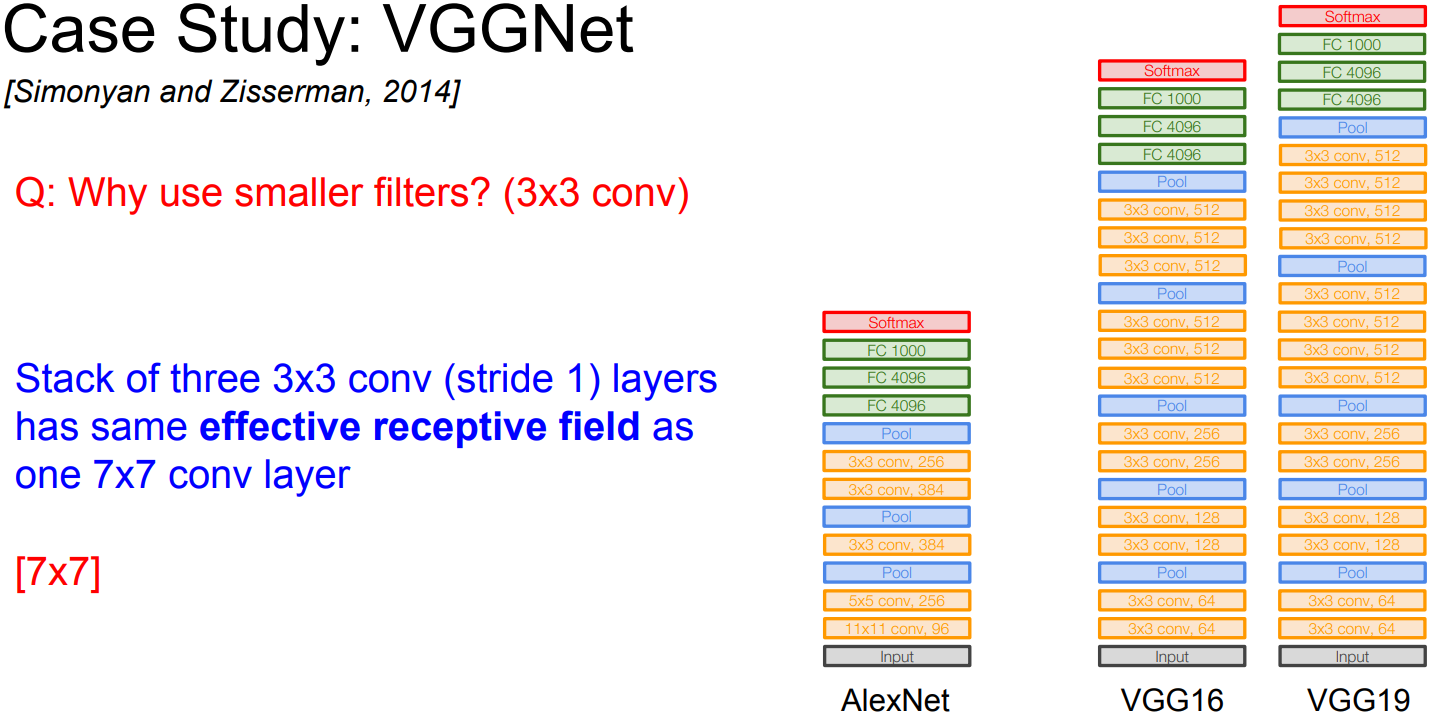 Case Study: VGGNet
[Simonyan and Zisserman, 2014]
Q: Why use smaller filters? (3x3 conv)
Stack of three 3x3 conv (stride 1) layers
has same effective receptive field as
one 7x7 conv layer
[7x7]
Softmax
FC 1000
FC 4096
FC 4096
Pool
3x3 conv, 256
3x3 conv, 384
Pool
3x3 conv, 384
Pool
5x5 conv, 256
11x11 conv, 96
Input
AlexNet
Softmax
FC 1000
FC 4096
FC 4096
Pool
3x3 conv, 512
3x3 conv, 512
3x3 conv, 512
Pool
3x3 conv, 512
3x3 conv, 512
3x3 conv, 512
Pool
3x3 conv, 256
3x3 conv, 256
Pool
3x3 conv, 128
3x3 conv, 128
Pool
3x3 conv, 64
3x3 conv, 64
Input
VGG16
Softmax
FC 1000
FC 4096
FC 4096
Pool
3x3 conv, 512
3x3 conv, 512
3x3 conv, 512
3x3 conv, 512
Pool
3x3 conv, 512
3x3 conv, 512
3x3 conv, 512
3x3 conv, 512
Pool
3x3 conv, 256
3x3 conv, 256
Pool
3x3 conv, 128
3x3 conv, 128
Pool
3x3 conv, 64
3x3 conv, 64
Input
VGG19